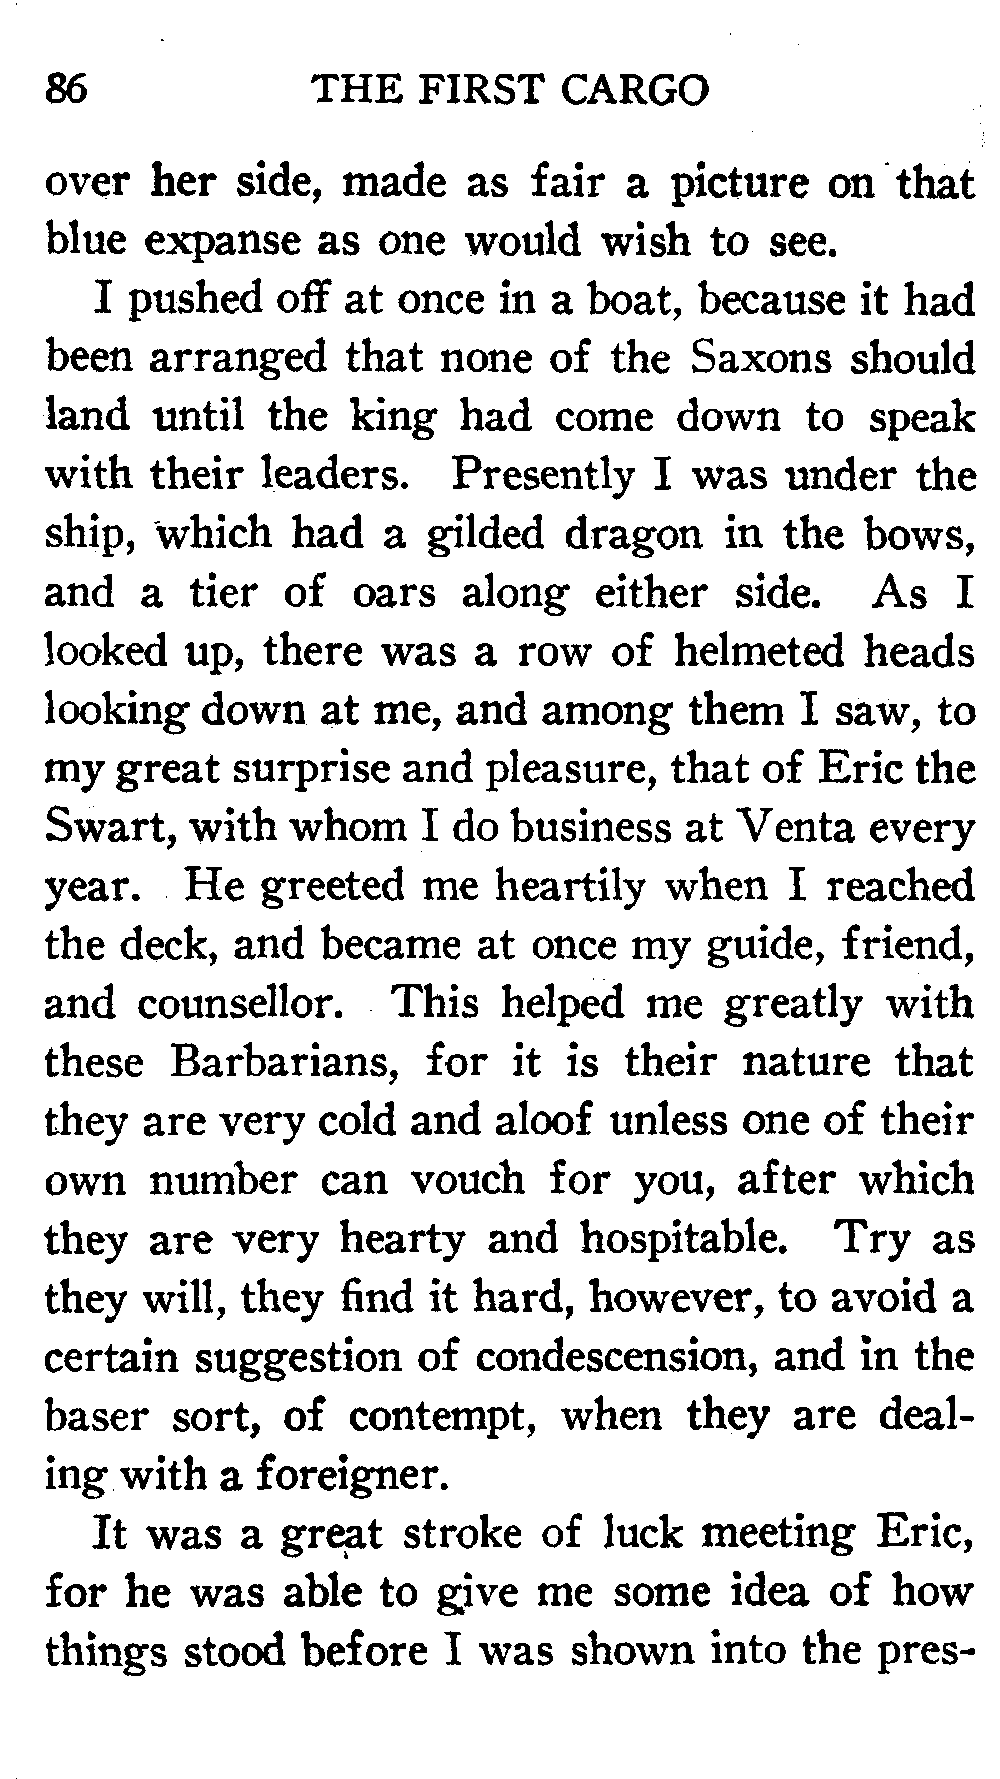 86 THE FIRST CARGO
over her side, made as fair a picture on that
blue expanse as one would wish to see.
I pushed off at once in a boat, because it had
been arranged that none of the Saxons should
land until the king had come down to speak
with their leaders. Presently I was under the
ship, which had a gilded dragon in the bows,
and a tier of oars along either side. As I
looked up, there was a row of helmeted heads
looking down at me, and among them I saw, to
my great surprise and pleasure, that of Eric the
Swart, with whom I do business at Venta every
year. He greeted me heartily when I reached
the deck, and became at once my guide, friend,
and counsellor. This helped me greatly with
these Barbarians, for it is their nature that
they are very cold and aloof unless one of their
own number can vouch for you, after which
they are very hearty and hospitable. Try as
they will, they find it hard, however, to avoid a
certain suggestion of condescension, and in the
baser sort, of contempt, when they are deal-
ing with a foreigner.
It was a great stroke of luck meeting Eric,
for he was able to give me some idea of how
things stood before I was shown into the pres-